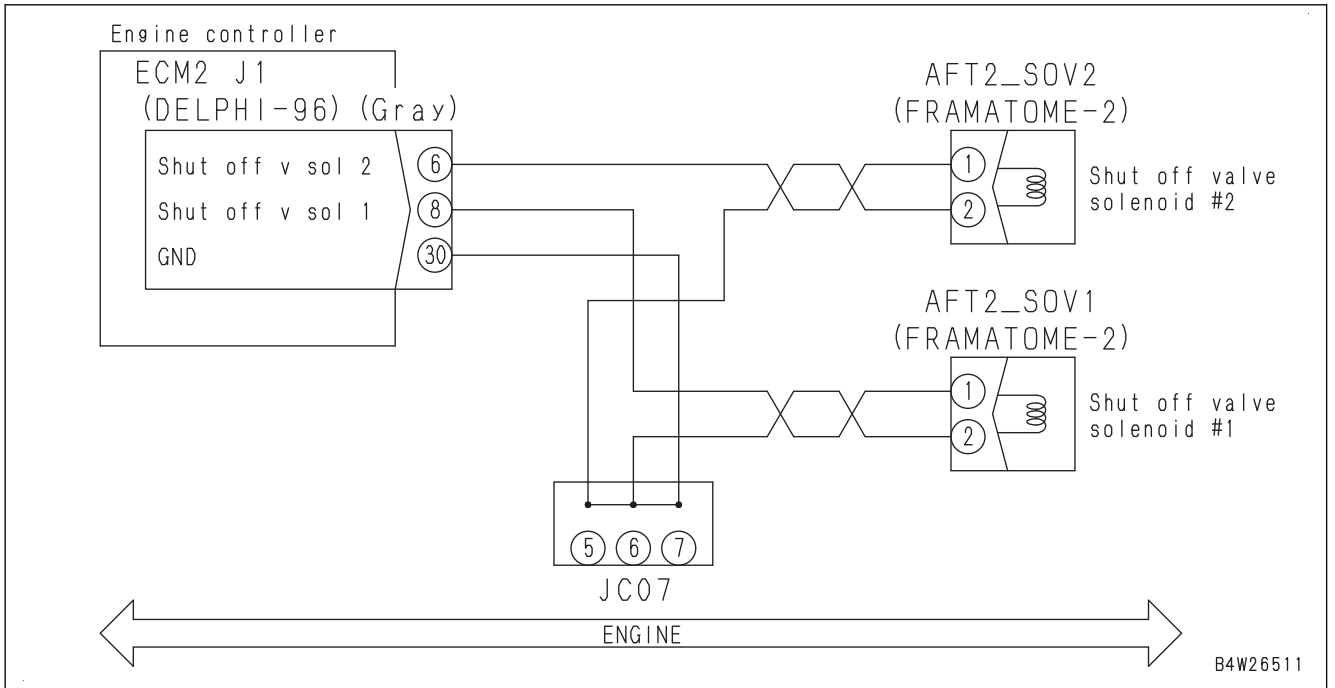 Engine controller
ECM2 J1
(DELPHI-96) (Gray)
Shut off v sol 2
6
Shut off v sol 1
8
GND
30
AFT2_SOV2
(FRAMATOME-2)
1
2
Shut off valve
solenoid #2
AFT2_SOV1
(FRAMATOME-2)
1
2
Shut off valve
solenoid #1
5 6 7
JC07
ENGINE
B4W26511